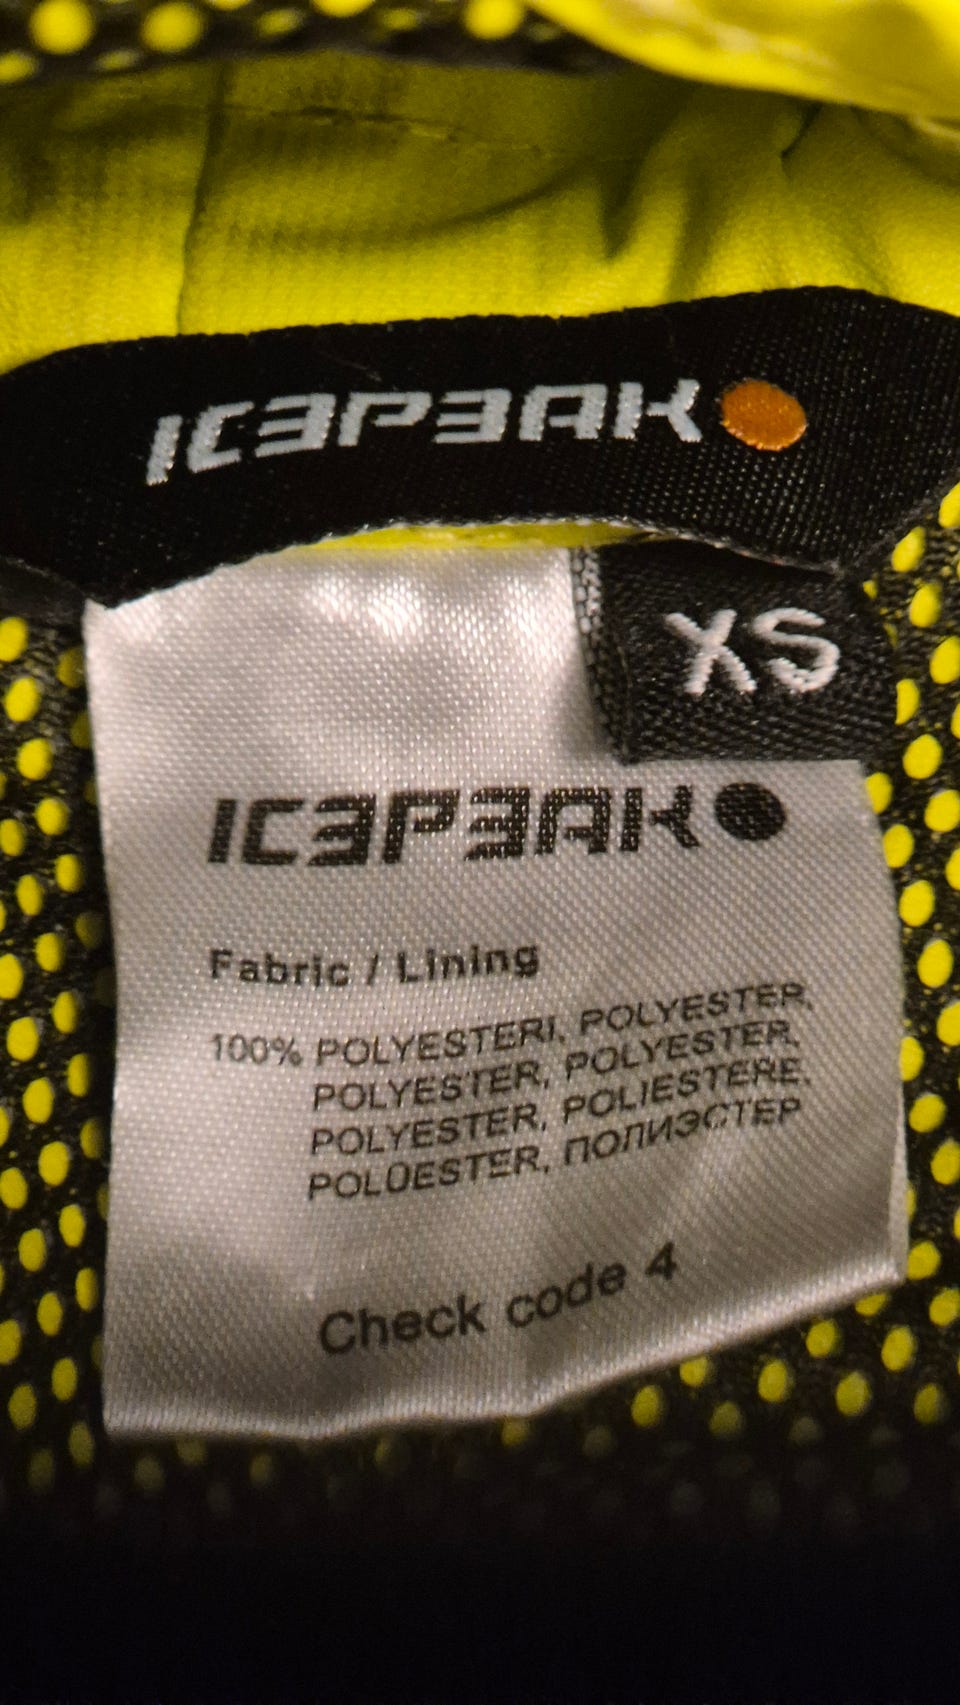 ICEPEAK
XS
ICEPEAK
Fabric / Lining
100% POLYESTERI, POLYESTER,
POLYESTER, POLYESTER,
POLYESTER, POLIESTERE,
POLÜESTER, ПОЛИЭСТЕР
Check code 4